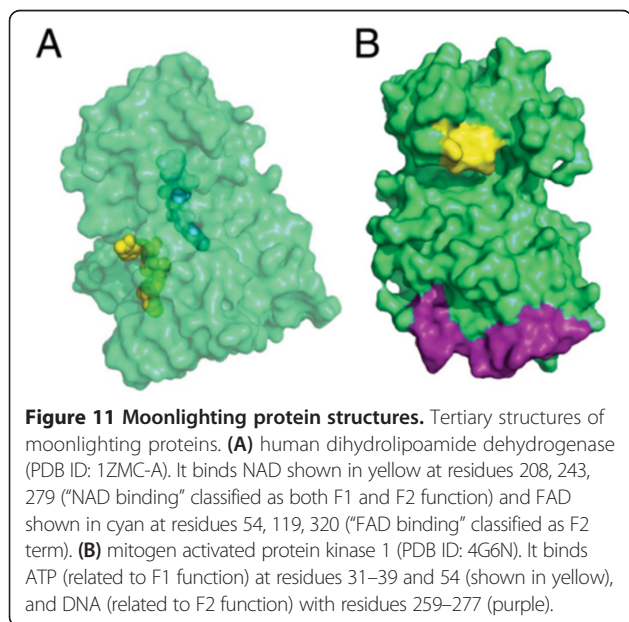 A
B
Figure 11 Moonlighting protein structures. Tertiary structures of
moonlighting proteins. (A) human dihydrolipoamide dehydrogenase
(PDB ID: 1ZMC-A). It binds NAD shown in yellow at residues 208, 243,
279 (“NAD binding” classified as both F1 and F2 function) and FAD
shown in cyan at residues 54, 119, 320 (“FAD binding” classified as F2
term). (B) mitogen activated protein kinase 1 (PDB ID: 4G6N). It binds
ATP (related to F1 function) at residues 31–39 and 54 (shown in yellow),
and DNA (related to F2 function) with residues 259–277 (purple).